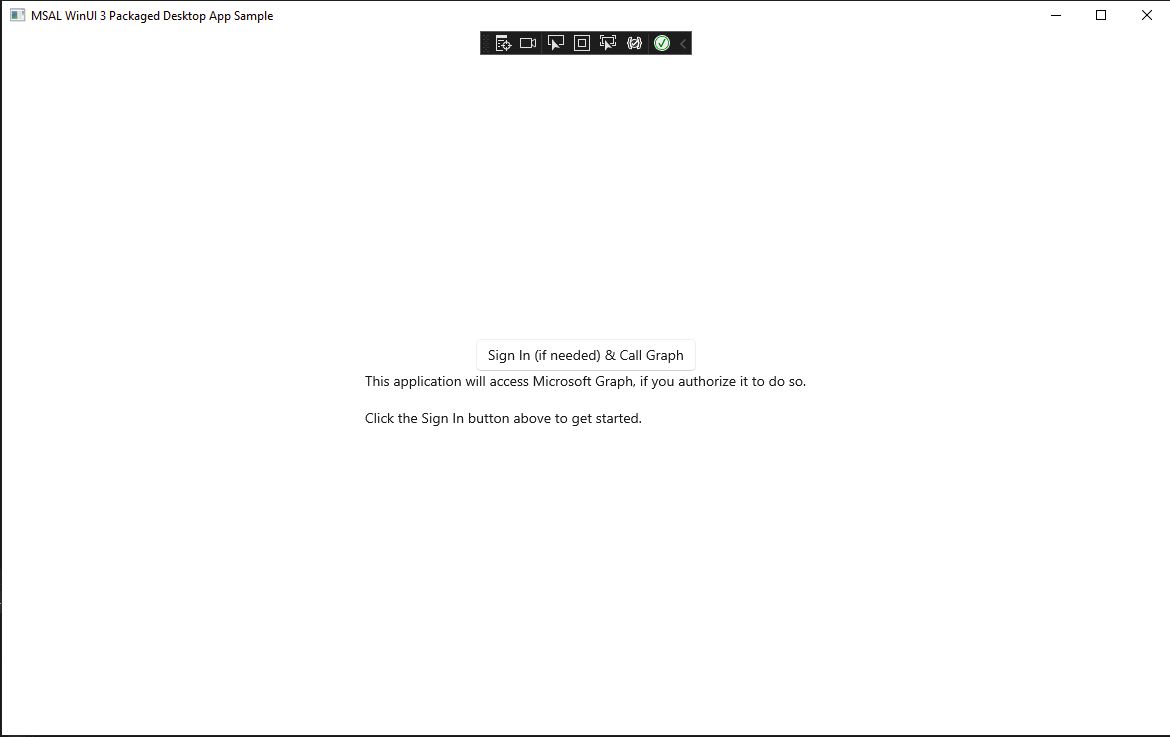 MSAL WinUI 3 Packaged Desktop App Sample
Sign In (if needed) & Call Graph
This application will access Microsoft Graph, if you authorize it to do so.
Click the Sign In button above to get started.